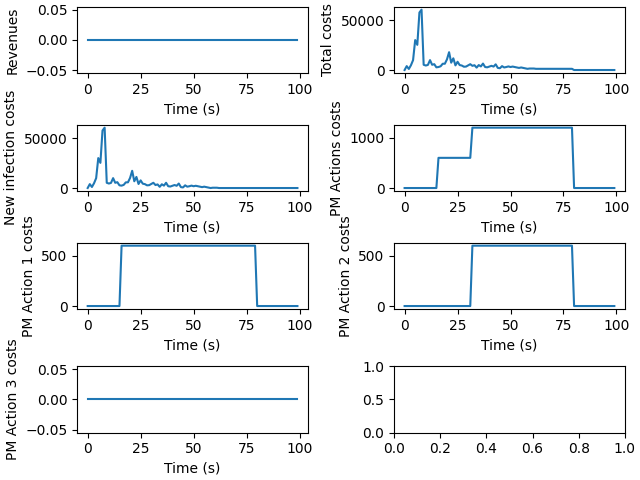 Revenues
0.05
0.00
−0.05
0 25 50 75 100
Time (s)
Total costs
50000
0
0 25 50 75 100
Time (s)
New infection costs
50000
0
0 25 50 75 100
Time (s)
PM Actions costs
1000
0
0 25 50 75 100
Time (s)
PM Action 1 costs
500
0
0 25 50 75 100
Time (s)
PM Action 2 costs
500
0
0 25 50 75 100
Time (s)
PM Action 3 costs
0.05
0.00
−0.05
0 25 50 75 100
Time (s)
1.0
0.5
0.0
0.0 0.2 0.4 0.6 0.8 1.0